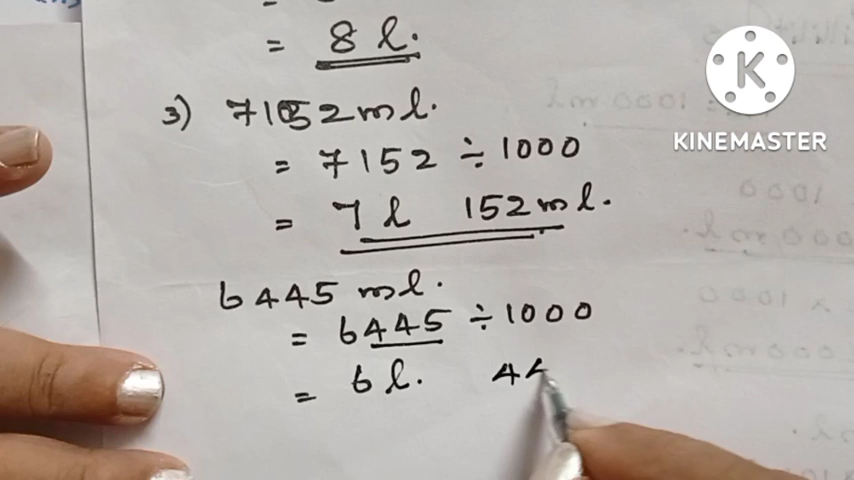 = 8 l.
3) 7152 ml.
= 7152 ÷ 1000
= 7 l 152 ml.
6445 ml.
= 6445 ÷ 1000
= 6 l. 44
KINEMASTER